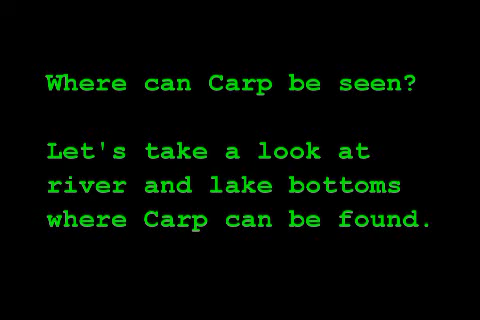 Where can Carp be seen?
Let's take a look at
river and lake bottoms
where Carp can be found.